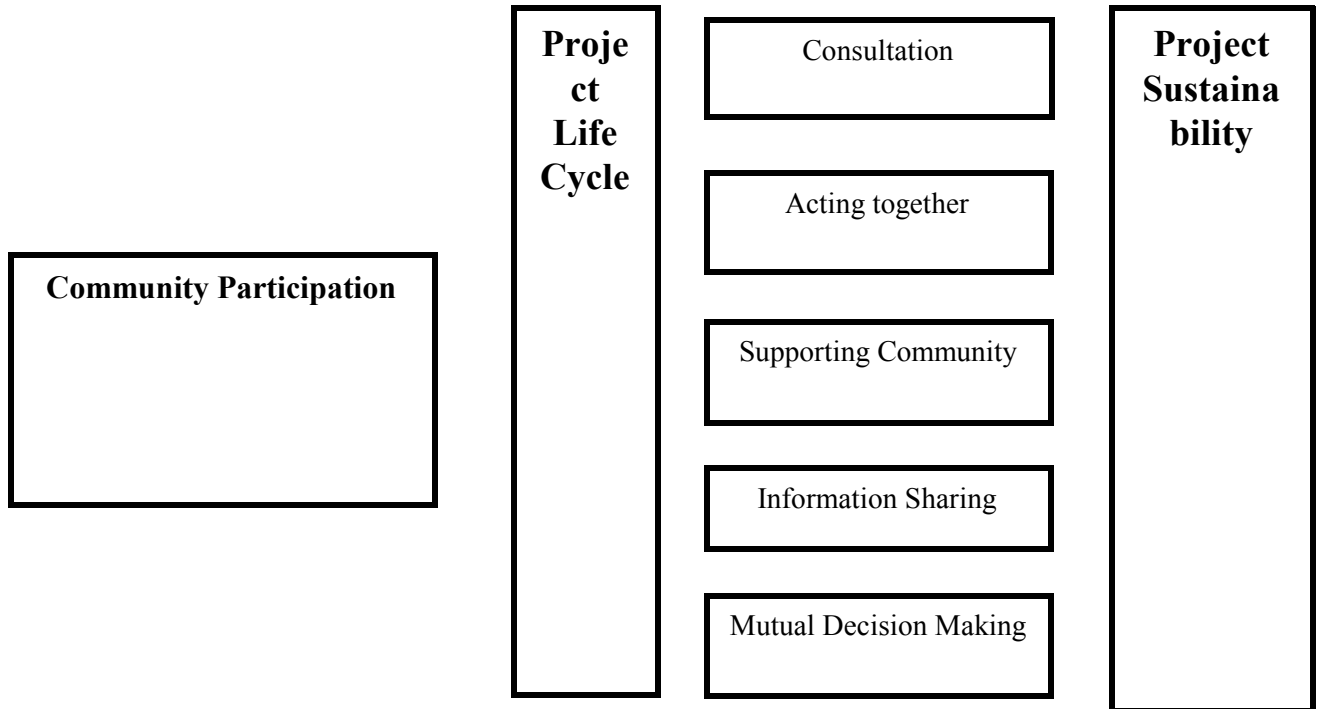 Community Participation
Proje
ct
Life
Cycle
Consultation
Acting together
Supporting Community
Information Sharing
Mutual Decision Making
Project
Sustaina
bility